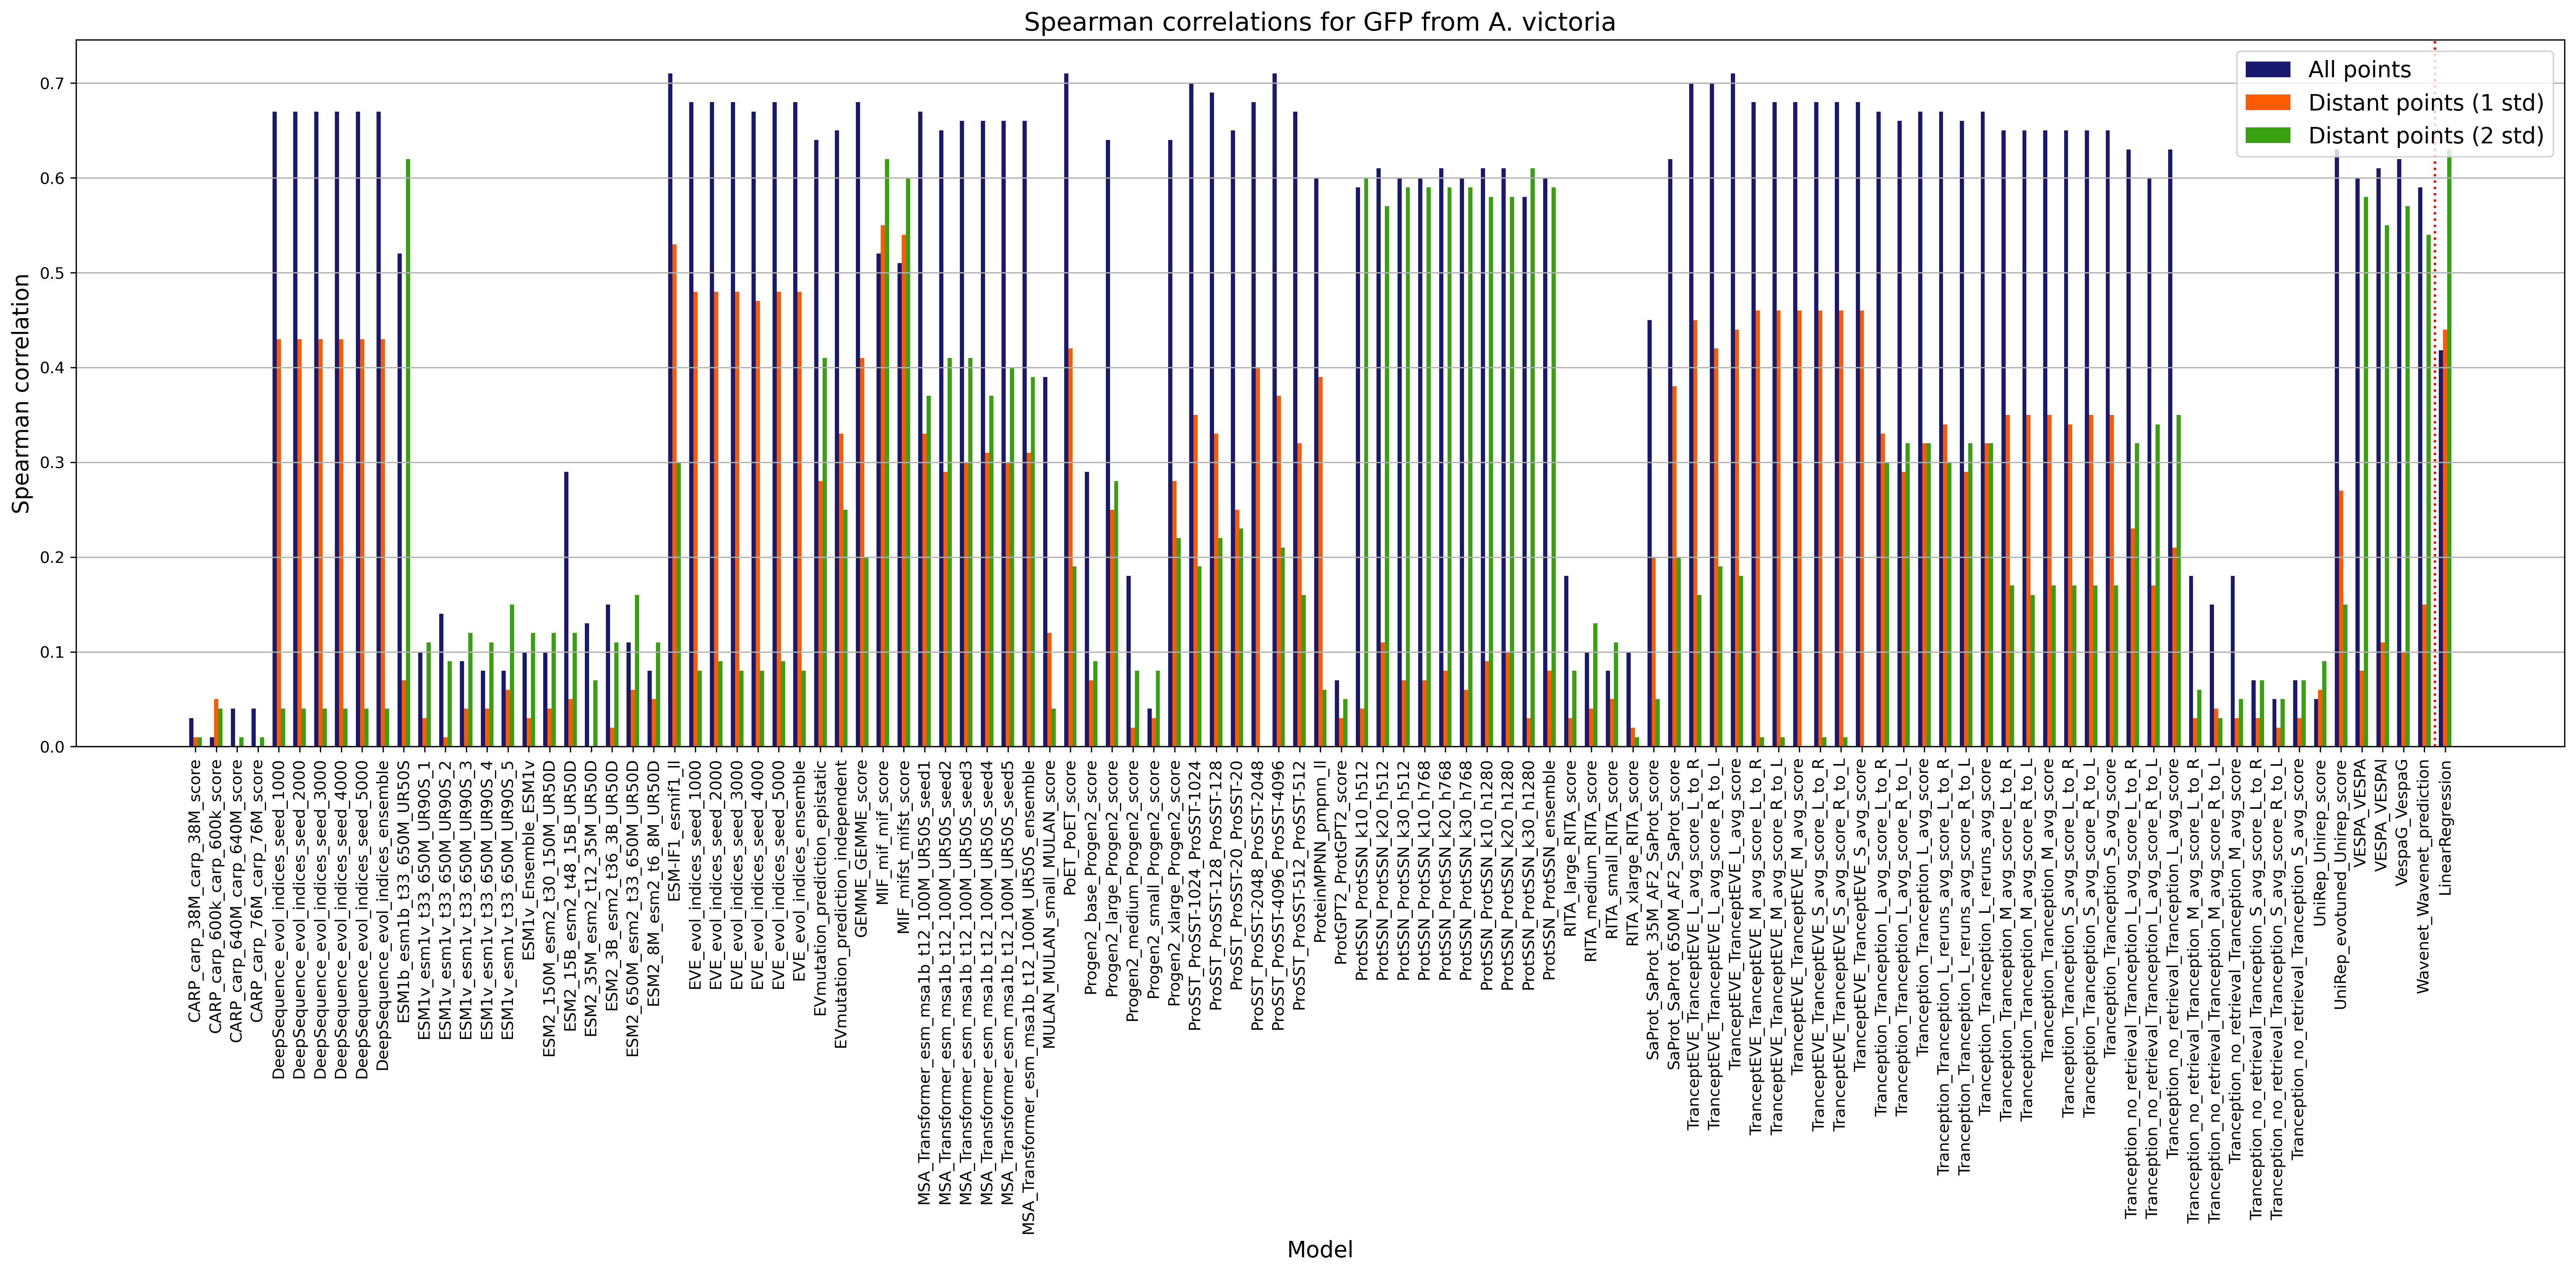 Spearman correlations for GFP from A. victoria
All points
Distant points (1 std)
Distant points (2 std)
Spearman correlation
0.7
0.6
0.5
0.4
0.3
0.2
0.1
0.0
CARP_carp_38M_score
CARP_carp_600k_score
CARP_carp_640M_score
CARP_carp_76M_score
DeepSequence_evol_indices_seed_1000
DeepSequence_evol_indices_seed_2000
DeepSequence_evol_indices_seed_3000
DeepSequence_evol_indices_seed_4000
DeepSequence_evol_indices_seed_5000
DeepSequence_evol_indices_ensemble
ESM1b_esm1b_t33_650M_UR50S
ESM1v_esm1v_t33_650M_UR90S_1
ESM1v_esm1v_t33_650M_UR90S_2
ESM1v_esm1v_t33_650M_UR90S_3
ESM1v_esm1v_t33_650M_UR90S_4
ESM1v_esm1v_t33_650M_UR90S_5
ESM1v_Ensemble_ESM1v
ESM2_150M_esm2_t30_150M_UR50D
ESM2_15B_esm2_t48_15B_UR50D
ESM2_35M_esm2_t12_35M_UR50D
ESM2_3B_esm2_t36_3B_UR50D
ESM2_650M_esm2_t33_650M_UR50D
ESM2_8M_esm2_t6_8M_UR50D
ESM-IF1_esmif1_ll
EVE_evol_indices_seed_1000
EVE_evol_indices_seed_2000
EVE_evol_indices_seed_3000
EVE_evol_indices_seed_4000
EVE_evol_indices_seed_5000
EVE_evol_indices_ensemble
EVmutation_prediction_epistatic
EVmutation_prediction_independent
GEMME_GEMME_score
MIF_mif_mif_score
MIF_mifst_mifst_score
MSA_Transformer_esm_msa1b_t12_100M_UR50S_seed1
MSA_Transformer_esm_msa1b_t12_100M_UR50S_seed2
MSA_Transformer_esm_msa1b_t12_100M_UR50S_seed3
MSA_Transformer_esm_msa1b_t12_100M_UR50S_seed4
MSA_Transformer_esm_msa1b_t12_100M_UR50S_seed5
MSA_Transformer_esm_msa1b_t12_100M_UR50S_ensemble
MULAN_MULAN_small_MULAN_score
PoET_PoET_score
Progen2_base_Progen2_score
Progen2_large_Progen2_score
Progen2_medium_Progen2_score
Progen2_small_Progen2_score
Progen2_xlarge_Progen2_score
ProSST_ProSST-1024_ProSST-1024
ProSST_ProSST-128_ProSST-128
ProSST_ProSST-20_ProSST-20
ProSST_ProSST-2048_ProSST-2048
ProSST_ProSST-4096_ProSST-4096
ProSST_ProSST-512_ProSST-512
ProteinMPNN_pmpnn_ll
ProtGPT2_ProtGPT2_score
ProtSSN_ProtSSN_k10_h512
ProtSSN_ProtSSN_k20_h512
ProtSSN_ProtSSN_k30_h512
ProtSSN_ProtSSN_k10_h768
ProtSSN_ProtSSN_k20_h768
ProtSSN_ProtSSN_k30_h768
ProtSSN_ProtSSN_k10_h1280
ProtSSN_ProtSSN_k20_h1280
ProtSSN_ProtSSN_k30_h1280
ProtSSN_ProtSSN_ensemble
RITA_large_RITA_score
RITA_medium_RITA_score
RITA_small_RITA_score
RITA_xlarge_RITA_score
SaProt_SaProt_35M_AF2_SaProt_score
SaProt_SaProt_650M_AF2_SaProt_score
TranceptEVE_TranceptEVE_L_avg_score_L_to_R
TranceptEVE_TranceptEVE_L_avg_score_R_to_L
TranceptEVE_TranceptEVE_L_avg_score
TranceptEVE_TranceptEVE_M_avg_score_L_to_R
TranceptEVE_TranceptEVE_M_avg_score_R_to_L
TranceptEVE_TranceptEVE_M_avg_score
TranceptEVE_TranceptEVE_S_avg_score_L_to_R
TranceptEVE_TranceptEVE_S_avg_score_R_to_L
TranceptEVE_TranceptEVE_S_avg_score
Tranception_Tranception_L_avg_score_L_to_R
Tranception_Tranception_L_avg_score_R_to_L
Tranception_Tranception_L_avg_score
Tranception_Tranception_L_reruns_avg_score_L_to_R
Tranception_Tranception_L_reruns_avg_score_R_to_L
Tranception_Tranception_L_reruns_avg_score
Tranception_Tranception_M_avg_score_L_to_R
Tranception_Tranception_M_avg_score_R_to_L
Tranception_Tranception_M_avg_score
Tranception_Tranception_S_avg_score_L_to_R
Tranception_Tranception_S_avg_score_R_to_L
Tranception_Tranception_S_avg_score
Tranception_no_retrieval_Tranception_L_avg_score_L_to_R
Tranception_no_retrieval_Tranception_L_avg_score_R_to_L
Tranception_no_retrieval_Tranception_L_avg_score
Tranception_no_retrieval_Tranception_M_avg_score_L_to_R
Tranception_no_retrieval_Tranception_M_avg_score_R_to_L
Tranception_no_retrieval_Tranception_M_avg_score
Tranception_no_retrieval_Tranception_S_avg_score_L_to_R
Tranception_no_retrieval_Tranception_S_avg_score_R_to_L
Tranception_no_retrieval_Tranception_S_avg_score
UniRep_Unirep_score
UniRep_evotuned_Unirep_score
VESPA_VESPA
VESPA_VESPAl
VespaG_VespaG
Wavenet_Wavenet_prediction
LinearRegression
Model